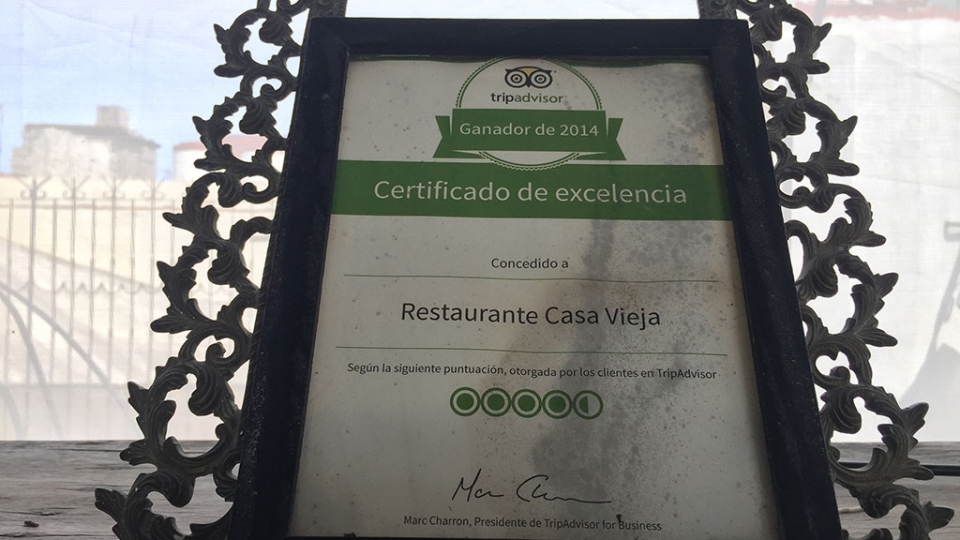 tripadvisor
Ganador de 2014
Certificado de excelencia
Concedido a
Restaurante Casa Vieja
Según la siguiente puntuación, otorgada por los clientes en TripAdvisor
Marc Charron, Presidente de TripAdvisor for Business